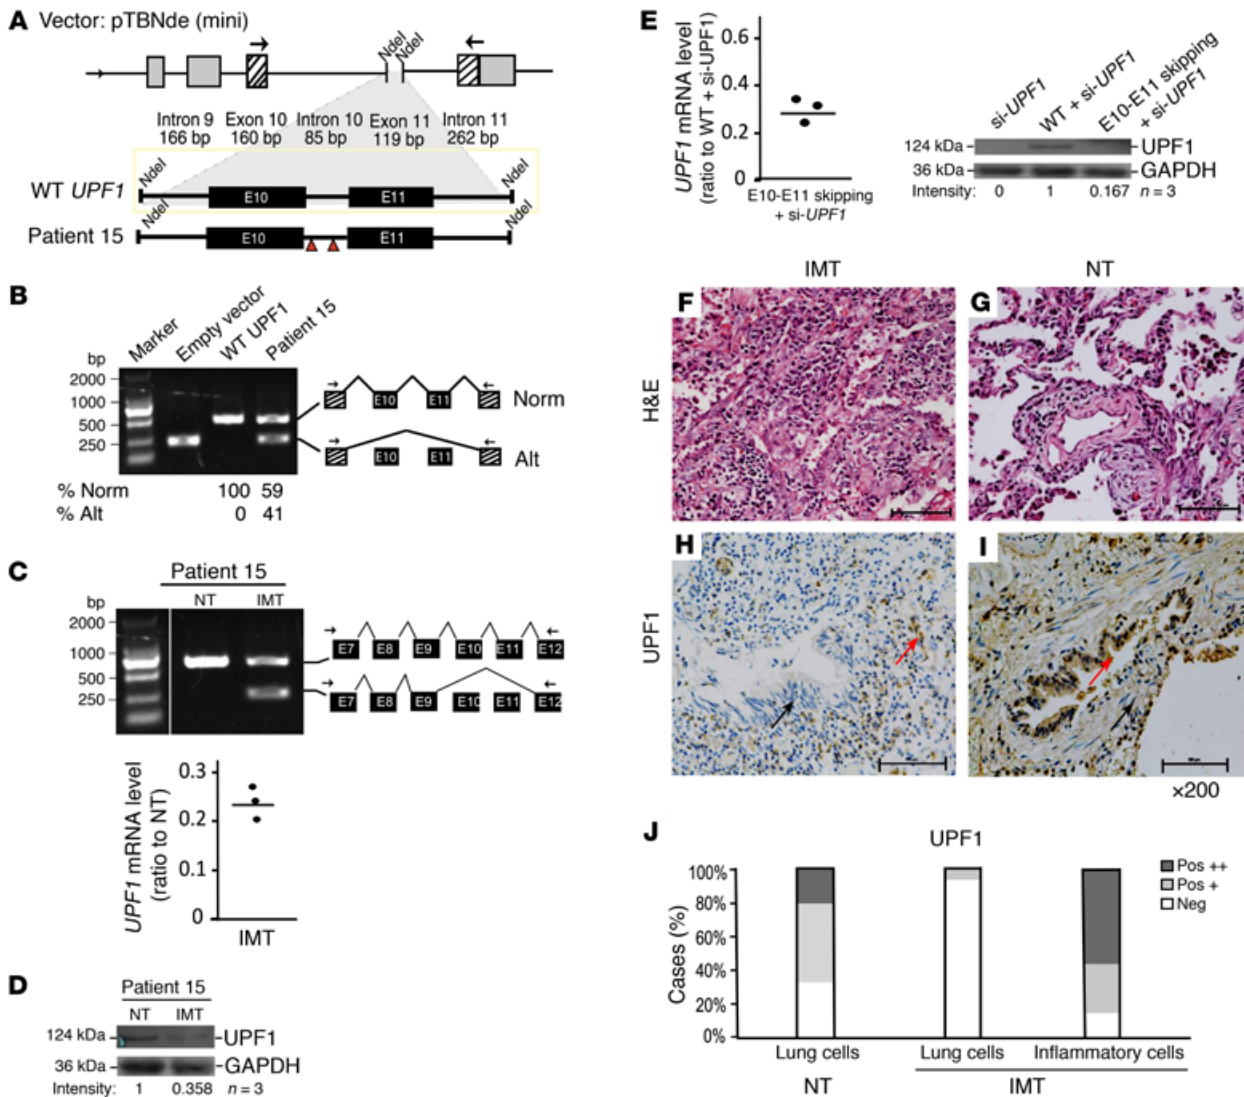 A Vector: pTBNde (mini)
NdeI NdeI
Intron 9 Exon 10 Intron 10 Exon 11 Intron 11
166 bp 160 bp 85 bp 119 bp 262 bp
NdeI NdeI
WT UPF1 E10 E11
NdeI NdeI
Patient 15 E10 E11
B
Marker Empty vector WT UPF1 Patient 15
bp
2000
1000
500
250
E10 E11 Norm
E10 E11 Alt
% Norm 100 59
% Alt 0 41
C
Patient 15
bp NT IMT
2000
1000
500
250
E7 E8 E9 E10 E11 E12
E7 E8 E9 E10 E11 E12
UPF1 mRNA level
(ratio to NT)
0.3
0.2
0.1
0
IMT
D
Patient 15
NT IMT
124 kDa UPF1
36 kDa GAPDH
Intensity: 1 0.358 n = 3
E
UPF1 mRNA level
(ratio to WT + si-UPF1)
0.6
0.4
0.2
0
E10-E11 skipping
+ si-UPF1
si-UPF1 WT + si-UPF1 E10-E11 skipping
+ si-UPF1
124 kDa UPF1
36 kDa GAPDH
Intensity: 0 1 0.167 n = 3
IMT NT
F G
H&E
H I
UPF1
×200
J
UPF1
Cases (%)
100%
80%
60%
40%
20%
0%
Pos ++
Pos +
Neg
Lung cells Lung cells Inflammatory cells
NT IMT